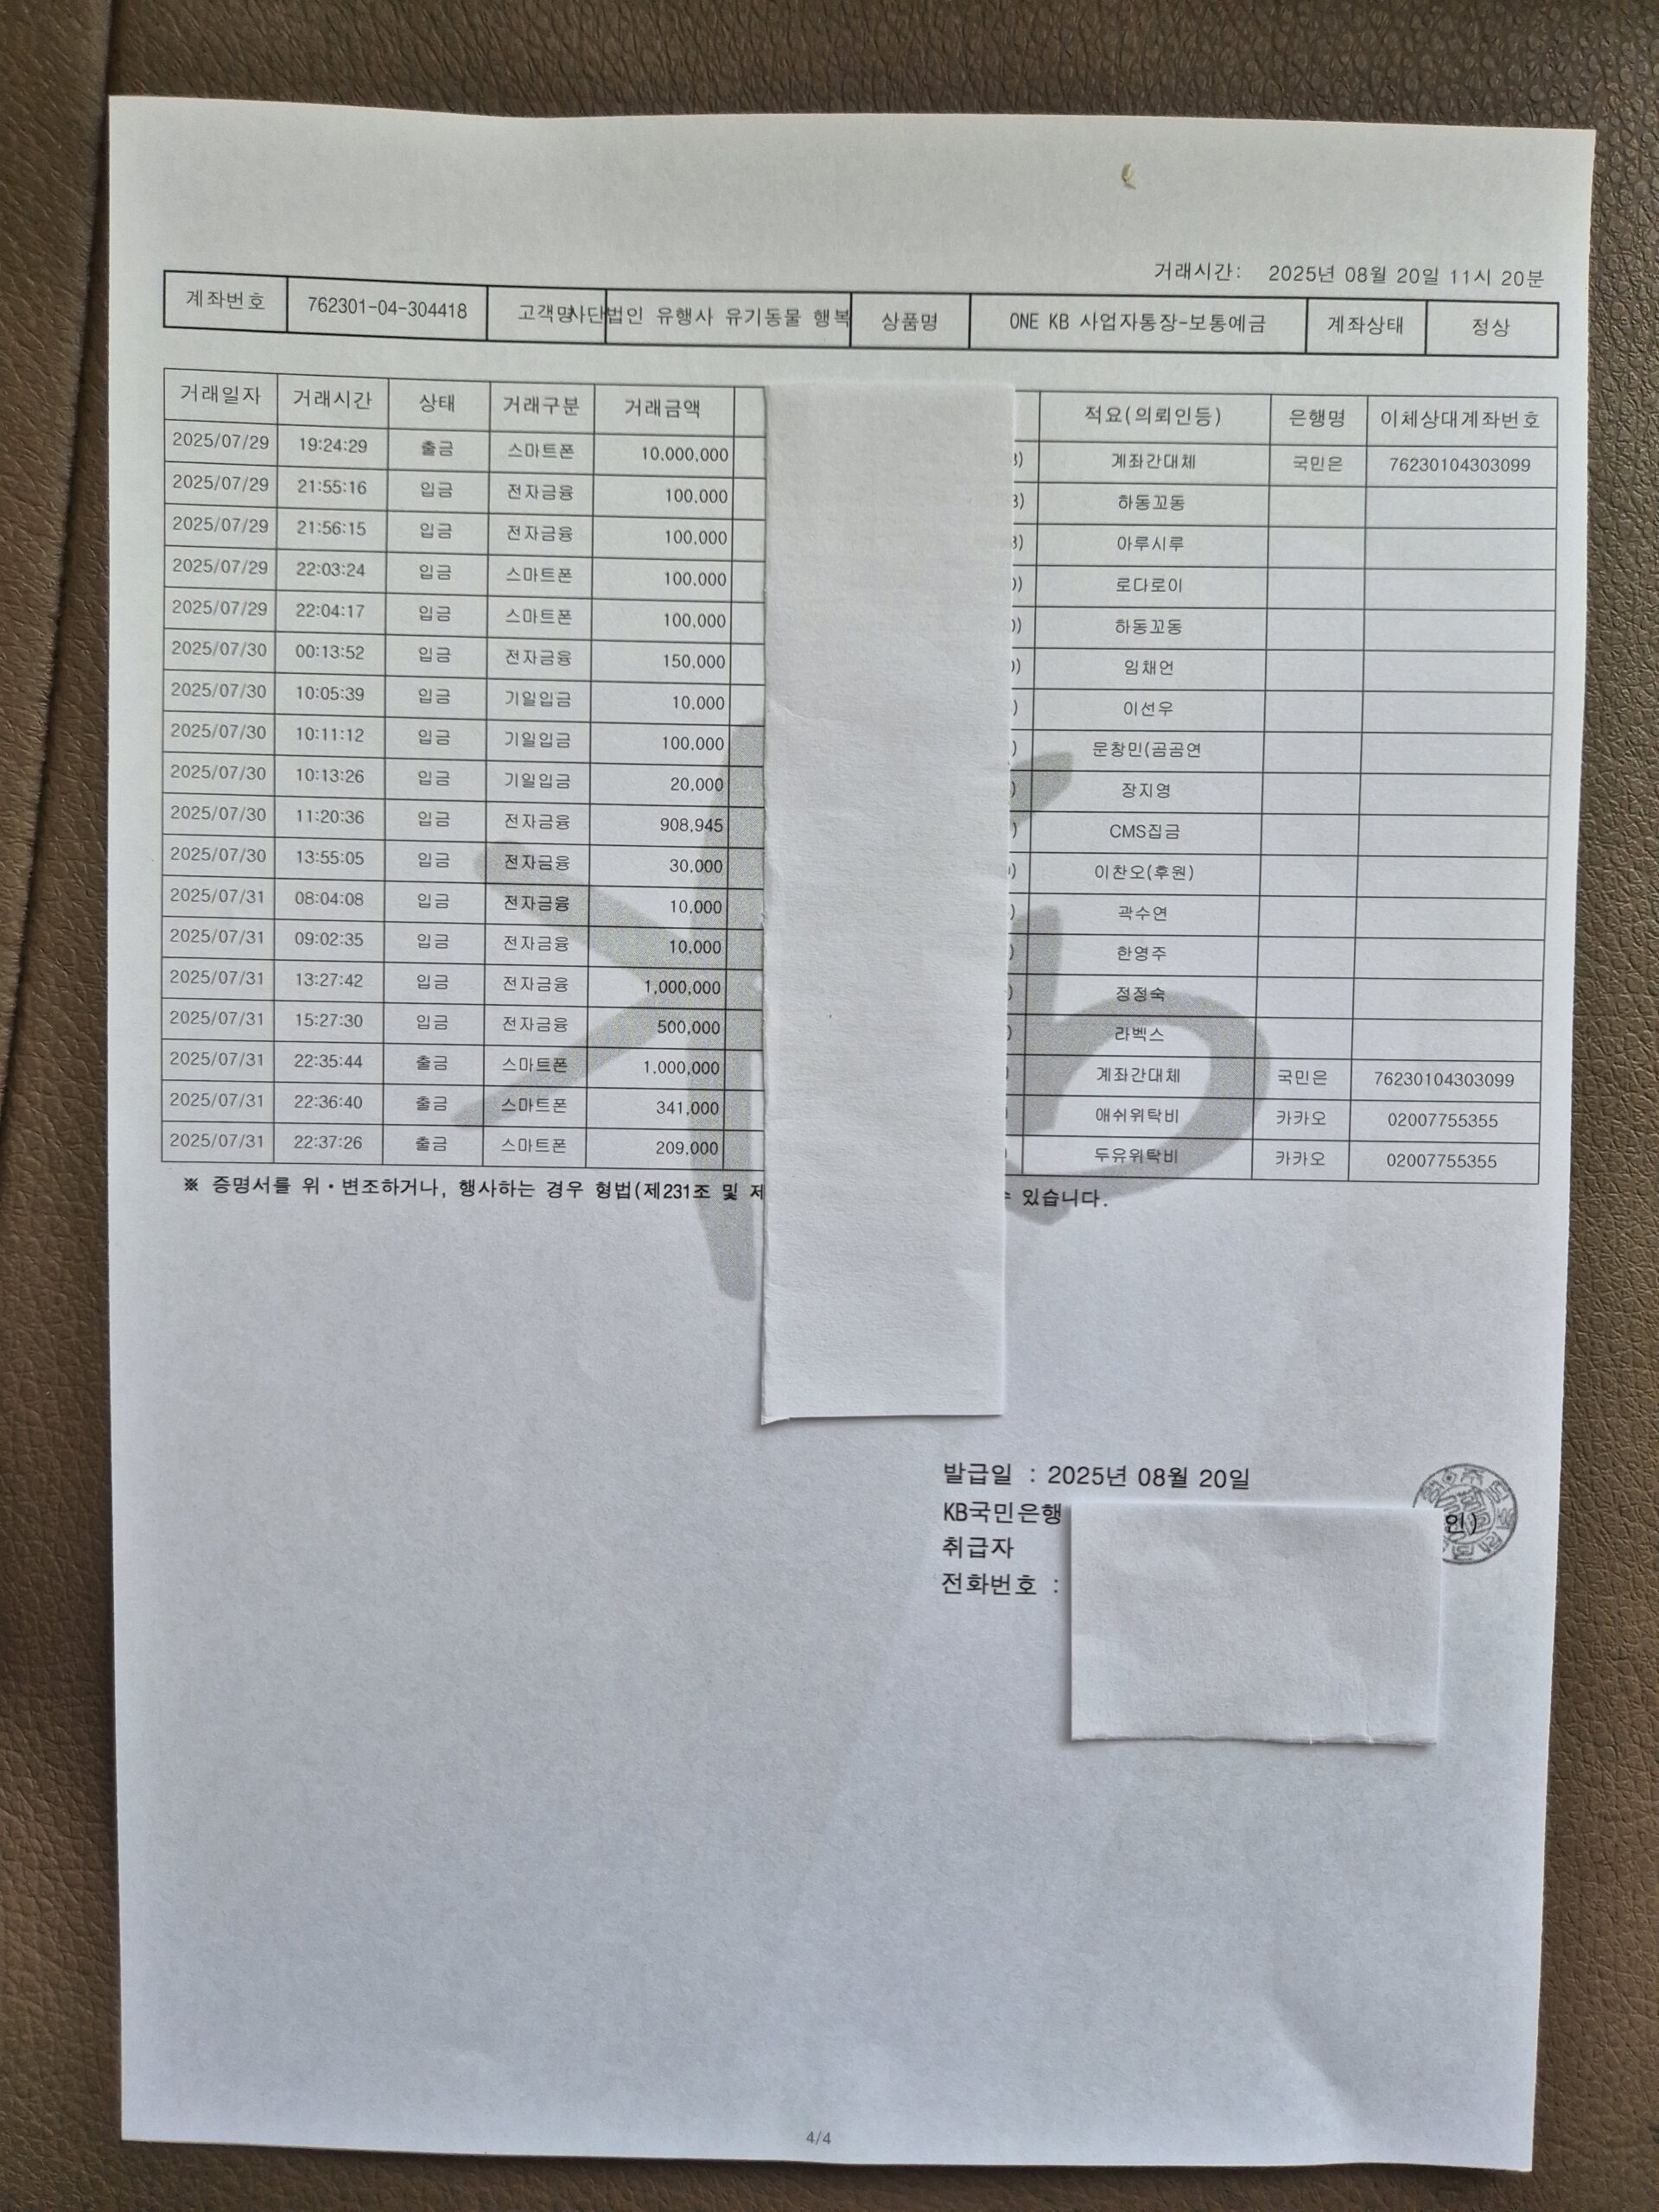 거래시간: 2025년 08월 20일 11시 20분
계좌번호 762301-04-304418 고객명 사단법인 유행사 유기동물 행복 상품명 ONE KB 사업자통장-보통예금 계좌상태 정상
거래일자 거래시간 상태 거래구분 거래금액 적요(의뢰인등) 은행명 이체상대계좌번호
2025/07/29 19:24:29 출금 스마트폰 10,000,000 계좌간대체 국민은 76230104303099
2025/07/29 21:55:16 입금 전자금융 100,000 하동꼬동
2025/07/29 21:56:15 입금 전자금융 100,000 아루시루
2025/07/29 22:03:24 입금 스마트폰 100,000 로다로이
2025/07/29 22:04:17 입금 스마트폰 100,000 하동꼬동
2025/07/30 00:13:52 입금 전자금융 150,000 임채언
2025/07/30 10:05:39 입금 기일입금 10,000 이선우
2025/07/30 10:11:12 입금 기일입금 100,000 문창민(곰곰연
2025/07/30 10:13:26 입금 기일입금 20,000 장지영
2025/07/30 11:20:36 입금 전자금융 908,945 CMS집금
2025/07/30 13:55:05 입금 전자금융 30,000 이찬오(후원)
2025/07/31 08:04:08 입금 전자금융 10,000 곽수연
2025/07/31 09:02:35 입금 전자금융 10,000 한영주
2025/07/31 13:27:42 입금 전자금융 1,000,000 정정숙
2025/07/31 15:27:30 입금 전자금융 500,000 라벡스
2025/07/31 22:35:44 출금 스마트폰 1,000,000 계좌간대체 국민은 76230104303099
2025/07/31 22:36:40 출금 스마트폰 341,000 애쉬위탁비 카카오 02007755355
2025/07/31 22:37:26 출금 스마트폰 209,000 두유위탁비 카카오 02007755355
※ 증명서를 위・변조하거나, 행사하는 경우 형법(제231조 및 제 있습니다.
발급일 : 2025년 08월 20일
KB국민은행
취급자 인)
전화번호 :
4/4